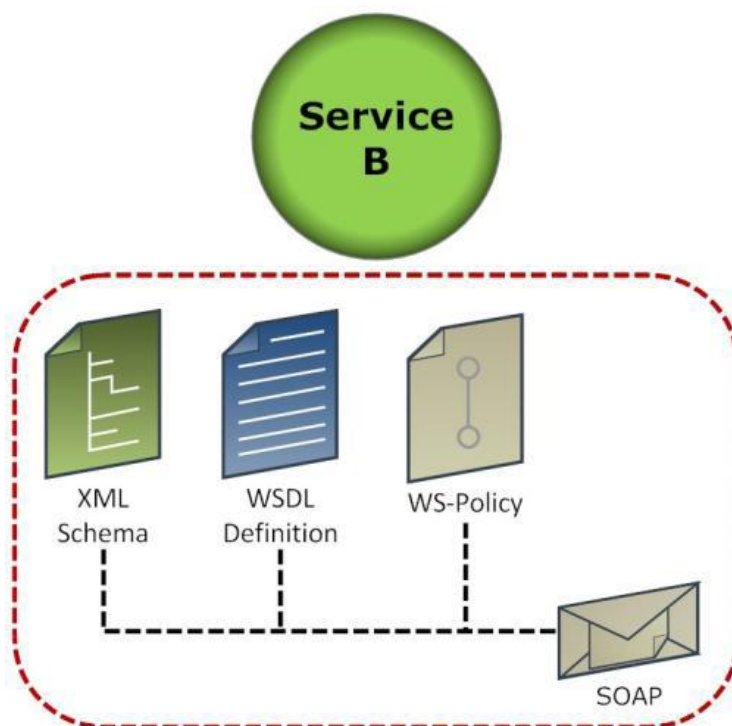 Service
B
XML
Schema
WSDL
Definition
WS-Policy
SOAP